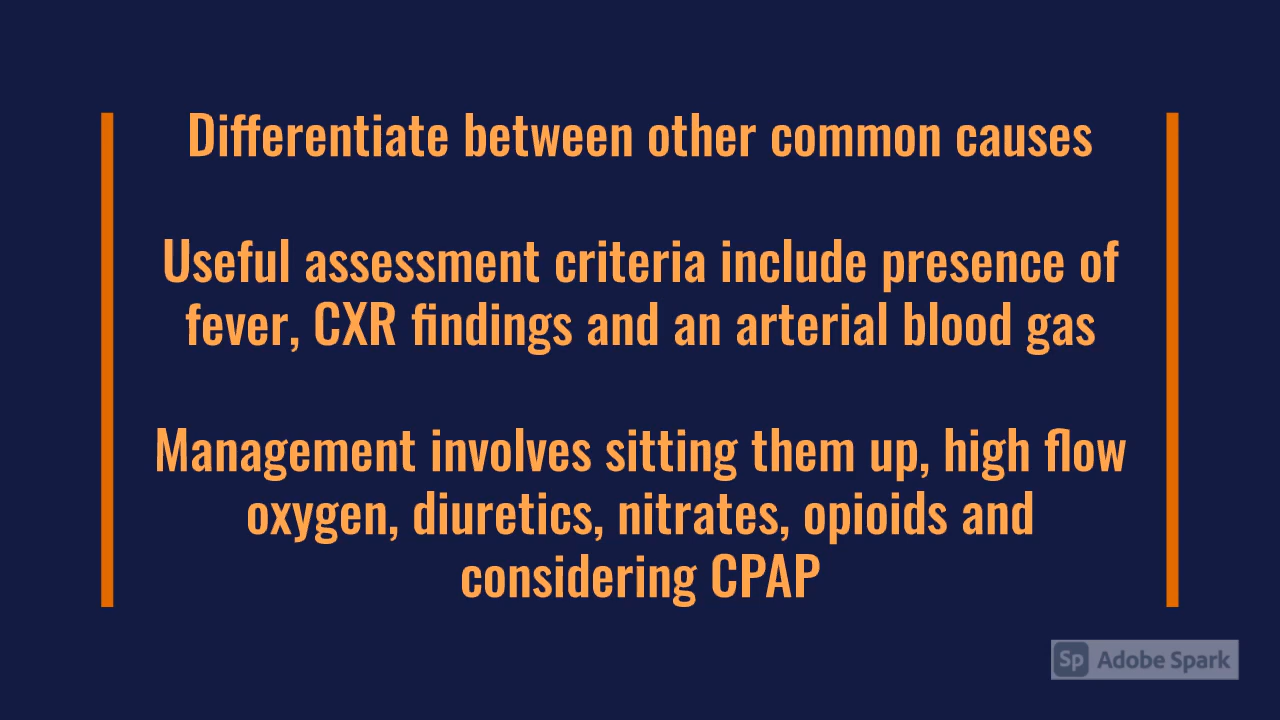 Differentiate between other common causes
Useful assessment criteria include presence of
fever, CXR findings and an arterial blood gas
Management involves sitting them up, high flow
oxygen, diuretics, nitrates, opioids and
considering CPAP
Sp Adobe Spark